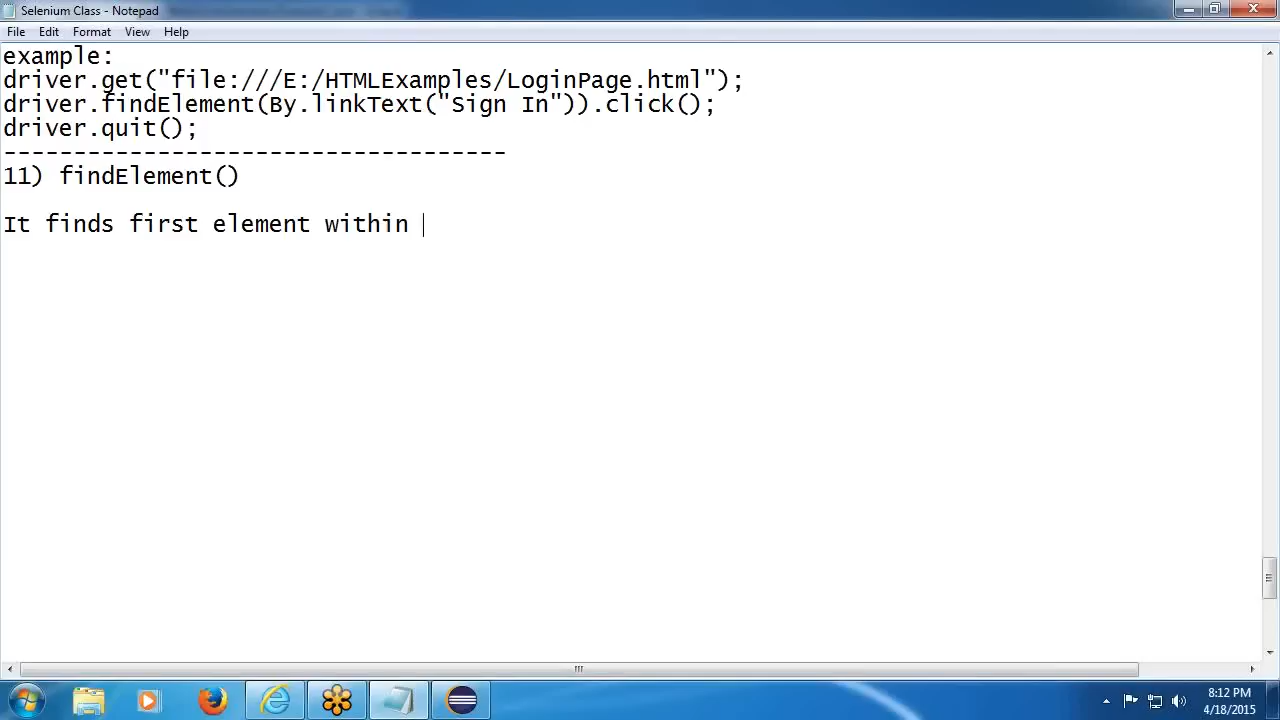 Selenium Class - Notepad
File Edit Format View Help
example:
driver.get("file:///E:/HTMLExamples/LoginPage.html");
driver.findElement(By.linkText("Sign In")).click();
driver.quit();
------------------------------------
11) findElement()
It finds first element within
8:12 PM
4/18/2015